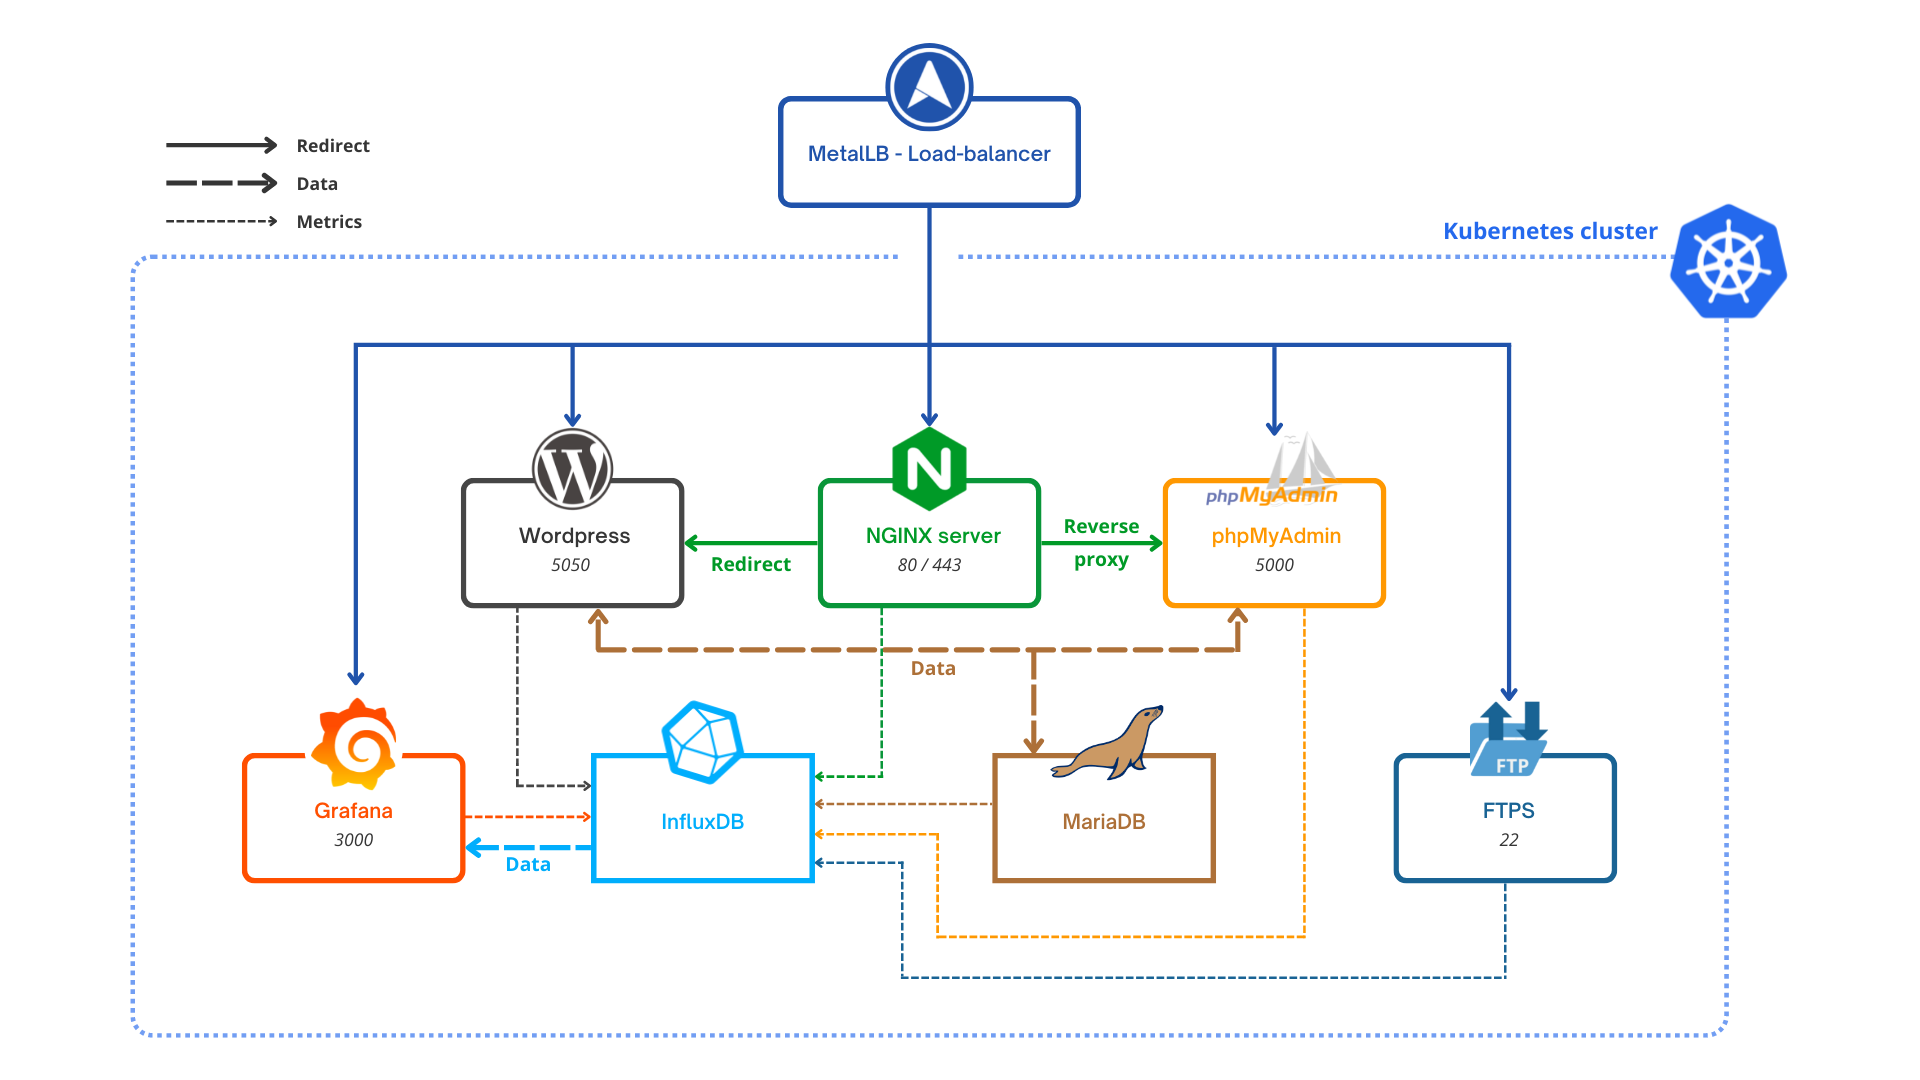 MetalLB - Load-balancer
Redirect
Data
Metrics
Kubernetes cluster
Wordpress
5050
NGINX server
80 / 443
phpMyAdmin
phpMyAdmin
5000
Redirect
Reverse
proxy
Data
Grafana
3000
InfluxDB
MariaDB
FTP
FTPS
22
Data